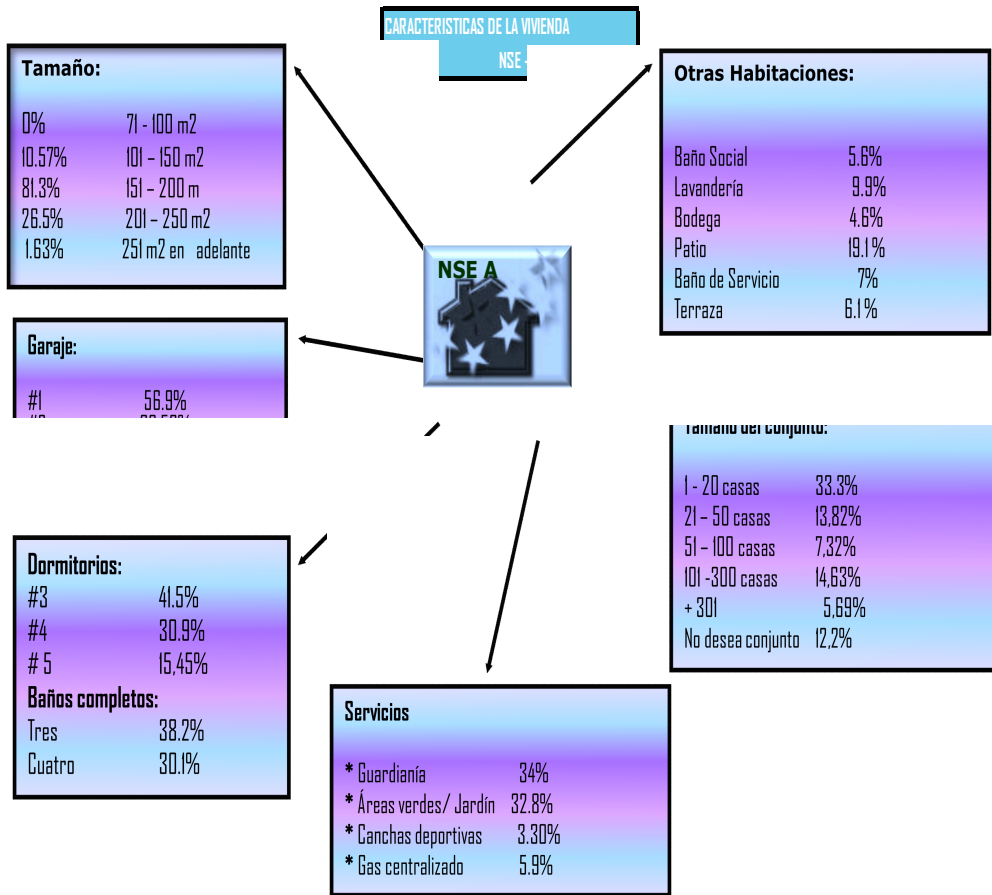 CARACTERISTICAS DE LA VIVIENDA
NSE -
Tamaño:
0% 71 - 100 m2
10.57% 101 – 150 m2
81.3% 151 – 200 m
26.5% 201 – 250 m2
1.63% 251 m2 en adelante
Otras Habitaciones:
Baño Social 5.6%
Lavandería 9.9%
Bodega 4.6%
Patio 19.1%
Baño de Servicio 7%
Terraza 6.1%
NSE A
Garaje:
#1 56.9%
Tamaño del Conjunto:
1 - 20 casas 33.3%
21 – 50 casas 13,82%
51 – 100 casas 7,32%
101 -300 casas 14,63%
+ 301 5,69%
No desea conjunto 12,2%
Dormitorios:
#3 41.5%
#4 30.9%
# 5 15,45%
Baños completos:
Tres 38.2%
Cuatro 30.1%
Servicios
* Guardianía 34%
* Áreas verdes/ Jardín 32.8%
* Canchas deportivas 3.30%
* Gas centralizado 5.9%